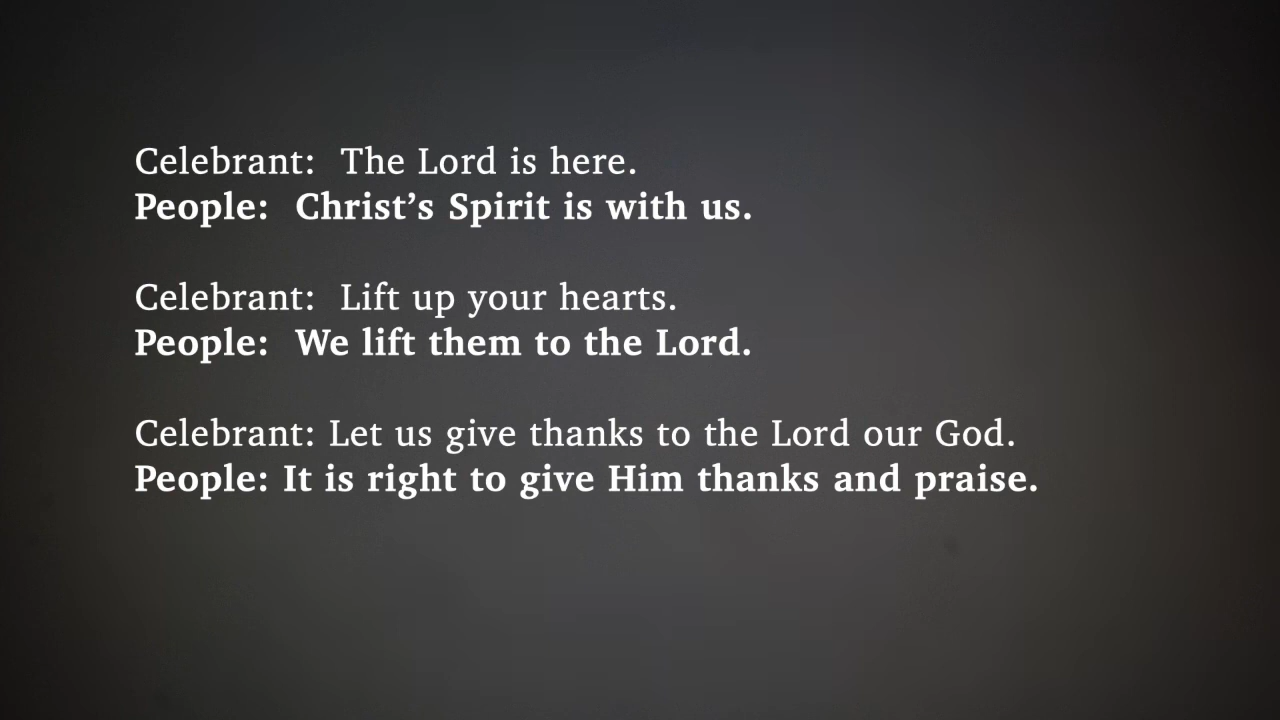 Celebrant:  The Lord is here.
People:  Christ’s Spirit is with us.
Celebrant:  Lift up your hearts.
People:  We lift them to the Lord.
Celebrant: Let us give thanks to the Lord our God.
People: It is right to give Him thanks and praise.